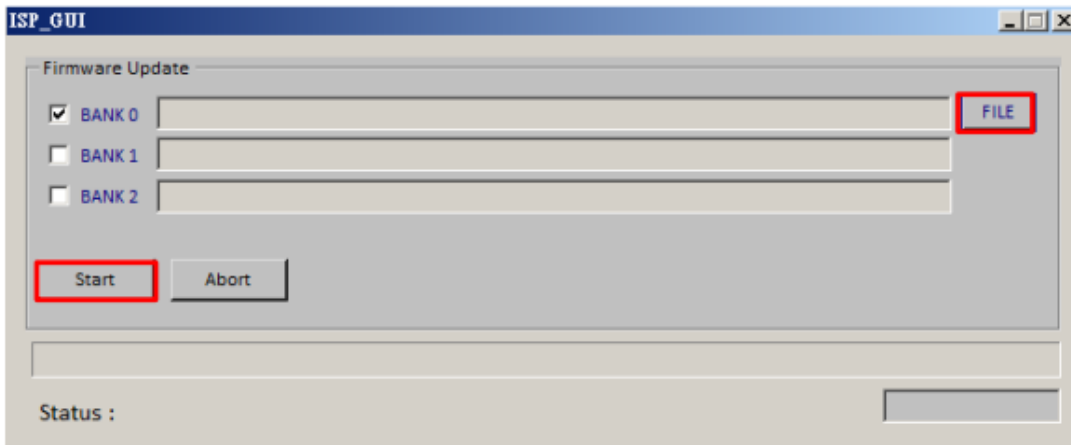 ISP_GUI
Firmware Update
BANK 0 FILE
BANK 1
BANK 2
Start Abort
Status :